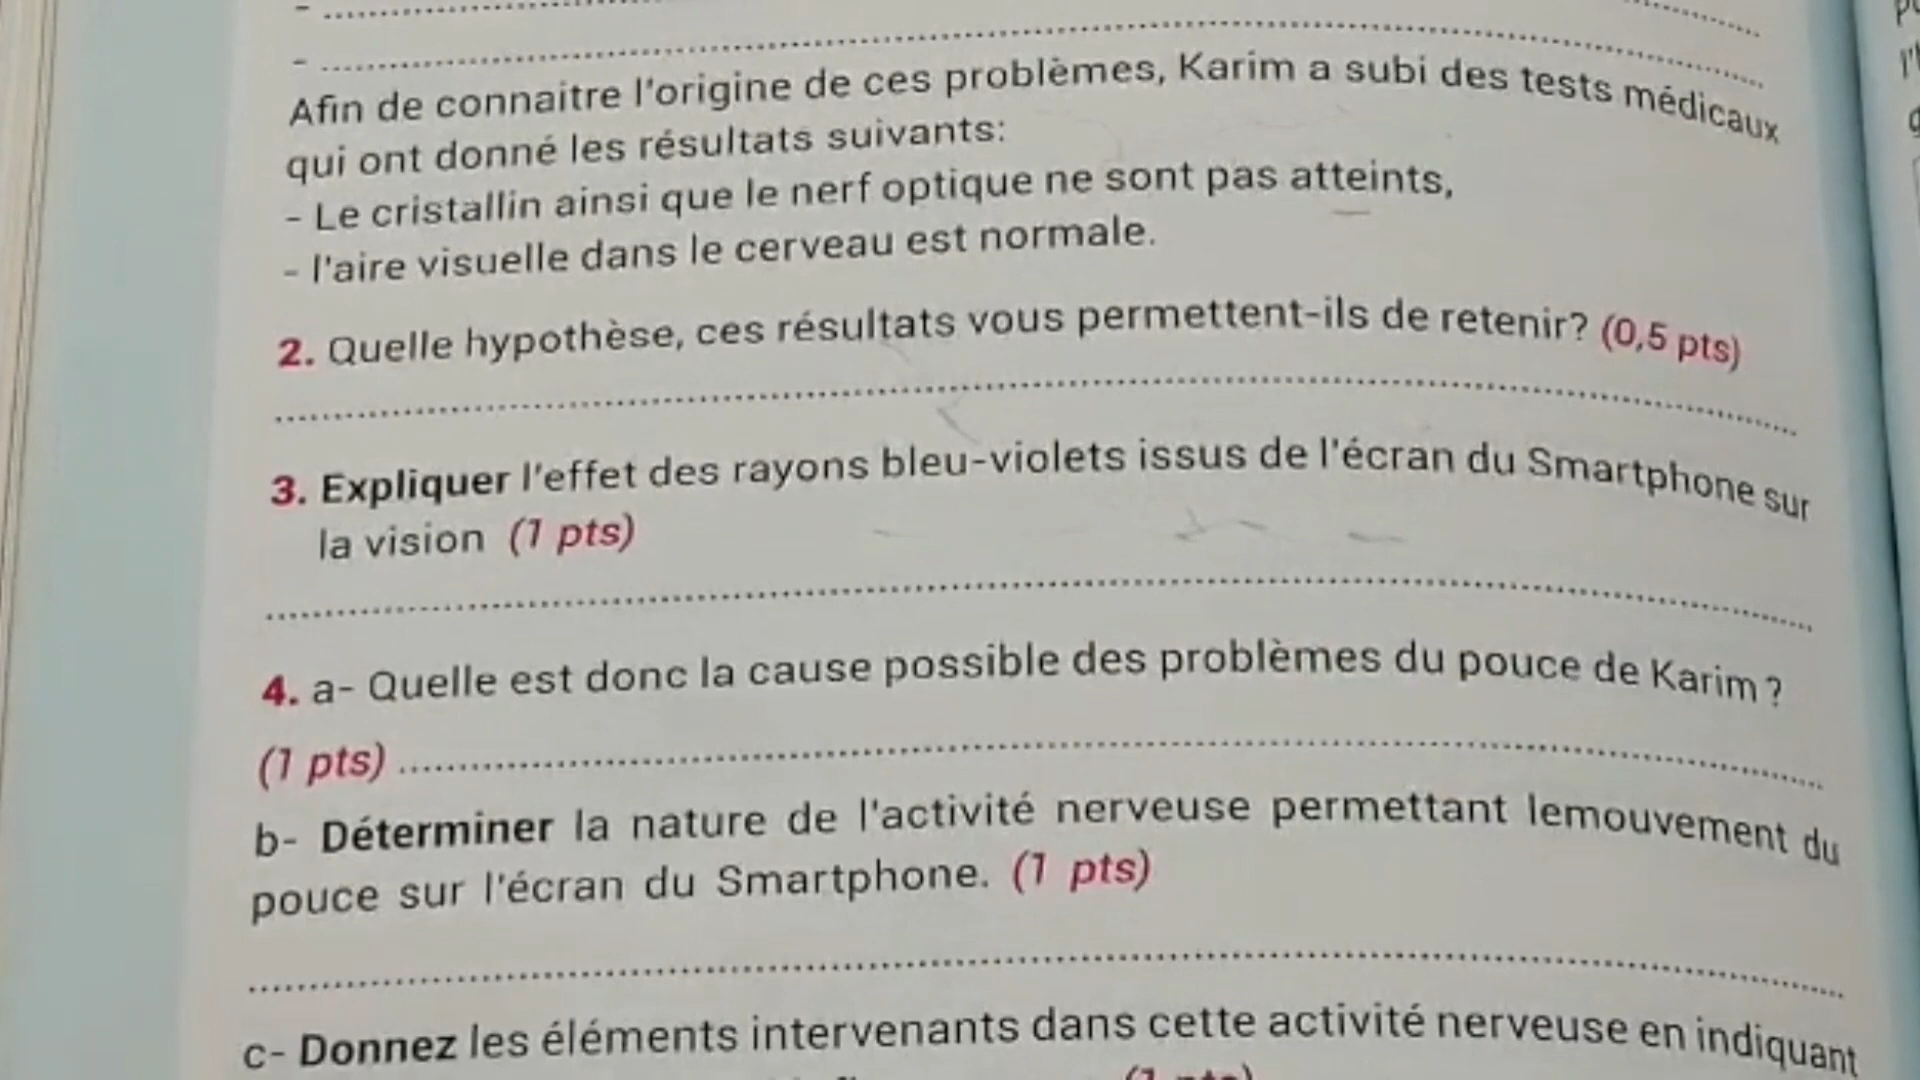 Afin de connaitre l'origine de ces problèmes, Karim a subi des tests médicaux
qui ont donné les résultats suivants:
- Le cristallin ainsi que le nerf optique ne sont pas atteints,
- l'aire visuelle dans le cerveau est normale.
2. Quelle hypothèse, ces résultats vous permettent-ils de retenir? (0,5 pts)
3. Expliquer l'effet des rayons bleu-violets issus de l'écran du Smartphone sur
la vision (1 pts)
4. a- Quelle est donc la cause possible des problèmes du pouce de Karim ?
(1 pts)
b- Déterminer la nature de l'activité nerveuse permettant lemouvement du
pouce sur l'écran du Smartphone. (1 pts)
c- Donnez les éléments intervenants dans cette activité nerveuse en indiquant